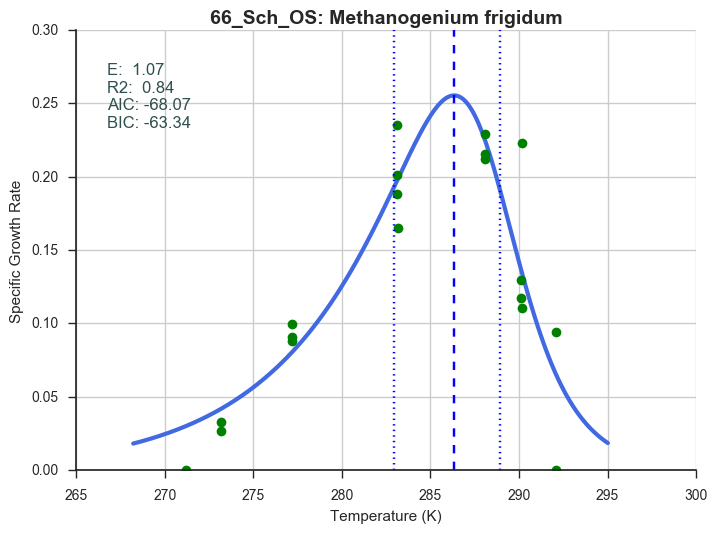 66_Sch_OS: Methanogenium frigidum
0.30
E: 1.07
R2: 0.84
AIC: -68.07
BIC: -63.34
0.25
0.20
0.15
0.10
0.05
0.00
Specific Growth Rate
265 270 275 280 285 290 295 300
Temperature (K)